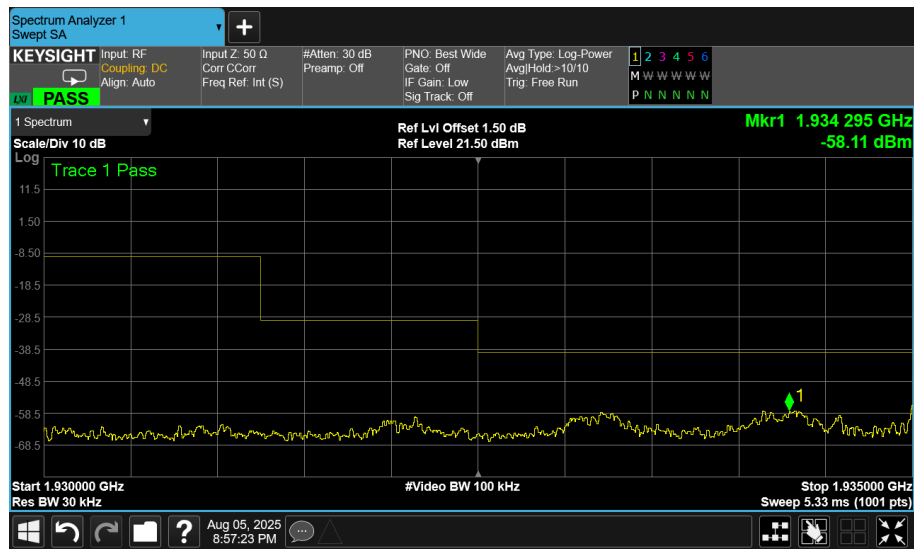 Spectrum Analyzer 1
Swept SA
KEYSIGHT
Input: RF
Coupling: DC
Align: Auto
Input Z: 50 Ω
Corr CCorr
Freq Ref: Int (S)
#Atten: 30 dB
Preamp: Off
PNO: Best Wide
Gate: Off
IF Gain: Low
Sig Track: Off
Avg Type: Log-Power
Avg|Hold:>10/10
Trig: Free Run
1 2 3 4 5 6
M W W W W W
P N N N N N
LXI PASS
1 Spectrum
Scale/Div 10 dB
Ref Lvl Offset 1.50 dB
Ref Level 21.50 dBm
Mkr1 1.934 295 GHz
-58.11 dBm
Log
Trace 1 Pass
11.5
1.50
-8.50
-18.5
-28.5
-38.5
-48.5
-58.5
-68.5
1
Start 1.930000 GHz
#Video BW 100 kHz
Stop 1.935000 GHz
Res BW 30 kHz
Sweep 5.33 ms (1001 pts)
?
Aug 05, 2025
8:57:23 PM